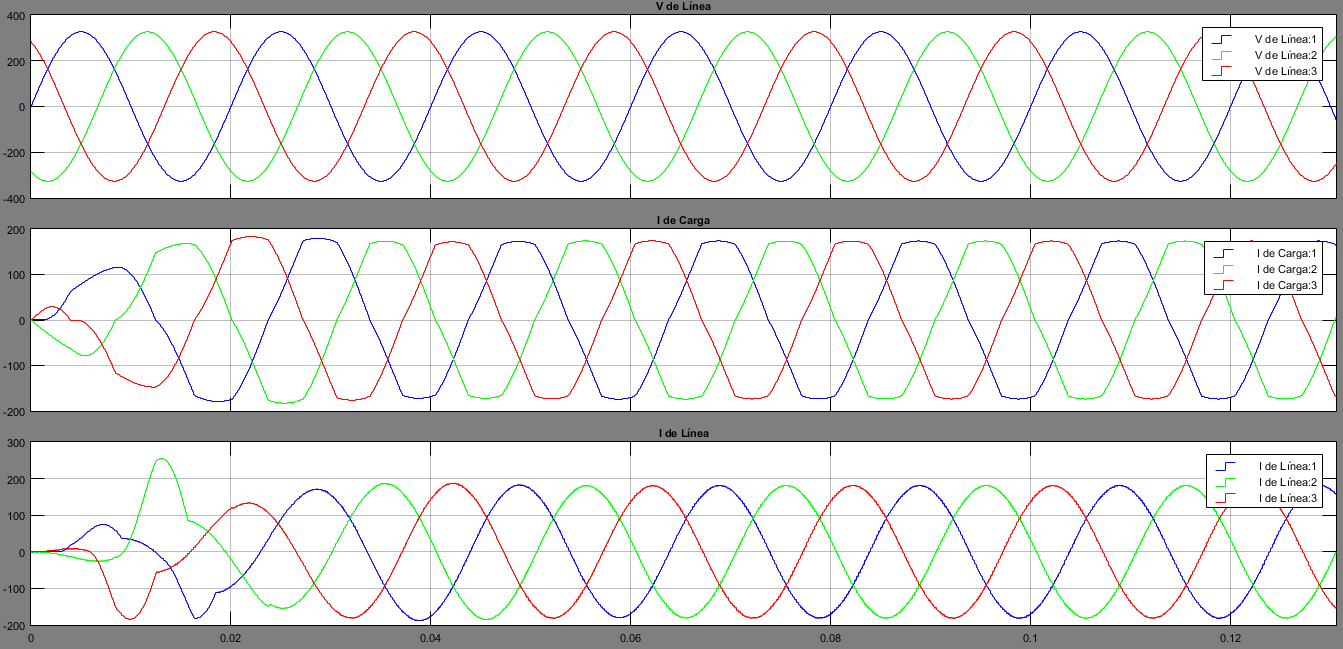 V de Línea
400
200
0
-200
-400
V de Línea:1
V de Línea:2
V de Línea:3
I de Carga
200
100
0
-100
-200
I de Carga:1
I de Carga:2
I de Carga:3
I de Línea
300
200
100
0
-100
-200
I de Línea:1
I de Línea:2
I de Línea:3
0 0.02 0.04 0.06 0.08 0.1 0.12